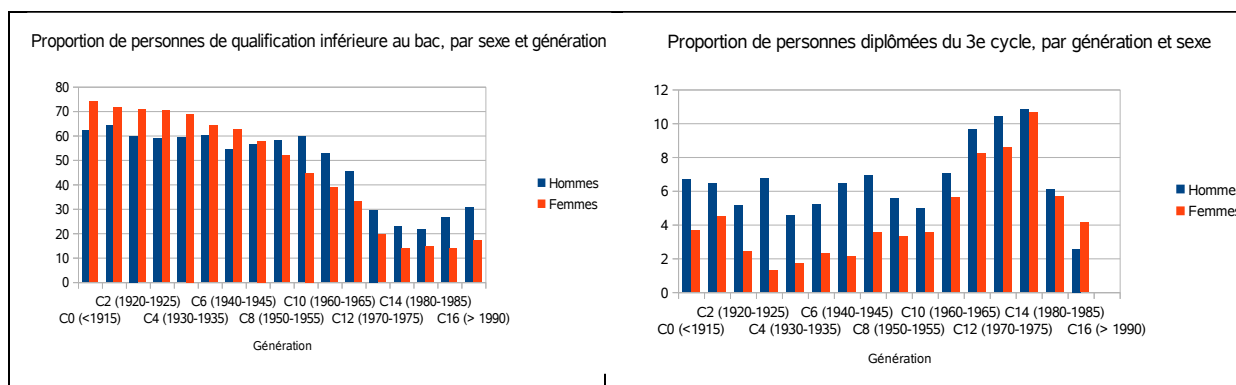 Proportion de personnes de qualification inférieure au bac, par sexe et génération
80
70
60
50
40
30
20
10
0
Hommes
Femmes
C2 (1920-1925) C6 (1940-1945) C10 (1960-1965) C14 (1980-1985)
C0 (<1915) C4 (1930-1935) C8 (1950-1955) C12 (1970-1975) C16 (> 1990)
Génération
Proportion de personnes diplômées du 3e cycle, par génération et sexe
12
10
8
6
4
2
0
Hommes
Femmes
C2 (1920-1925) C6 (1940-1945) C10 (1960-1965) C14 (1980-1985)
C0 (<1915) C4 (1930-1935) C8 (1950-1955) C12 (1970-1975) C16 (> 1990)
Génération